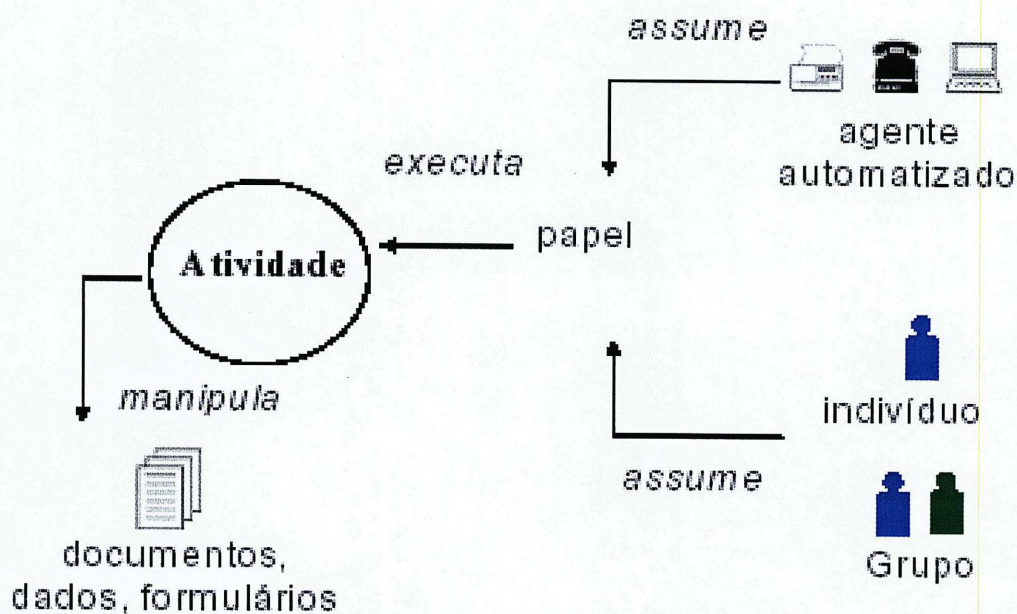 assume
agente
automatizado
executa
papel
Atividade
manipula
indivíduo
assume
documentos,
dados, formulários
Grupo